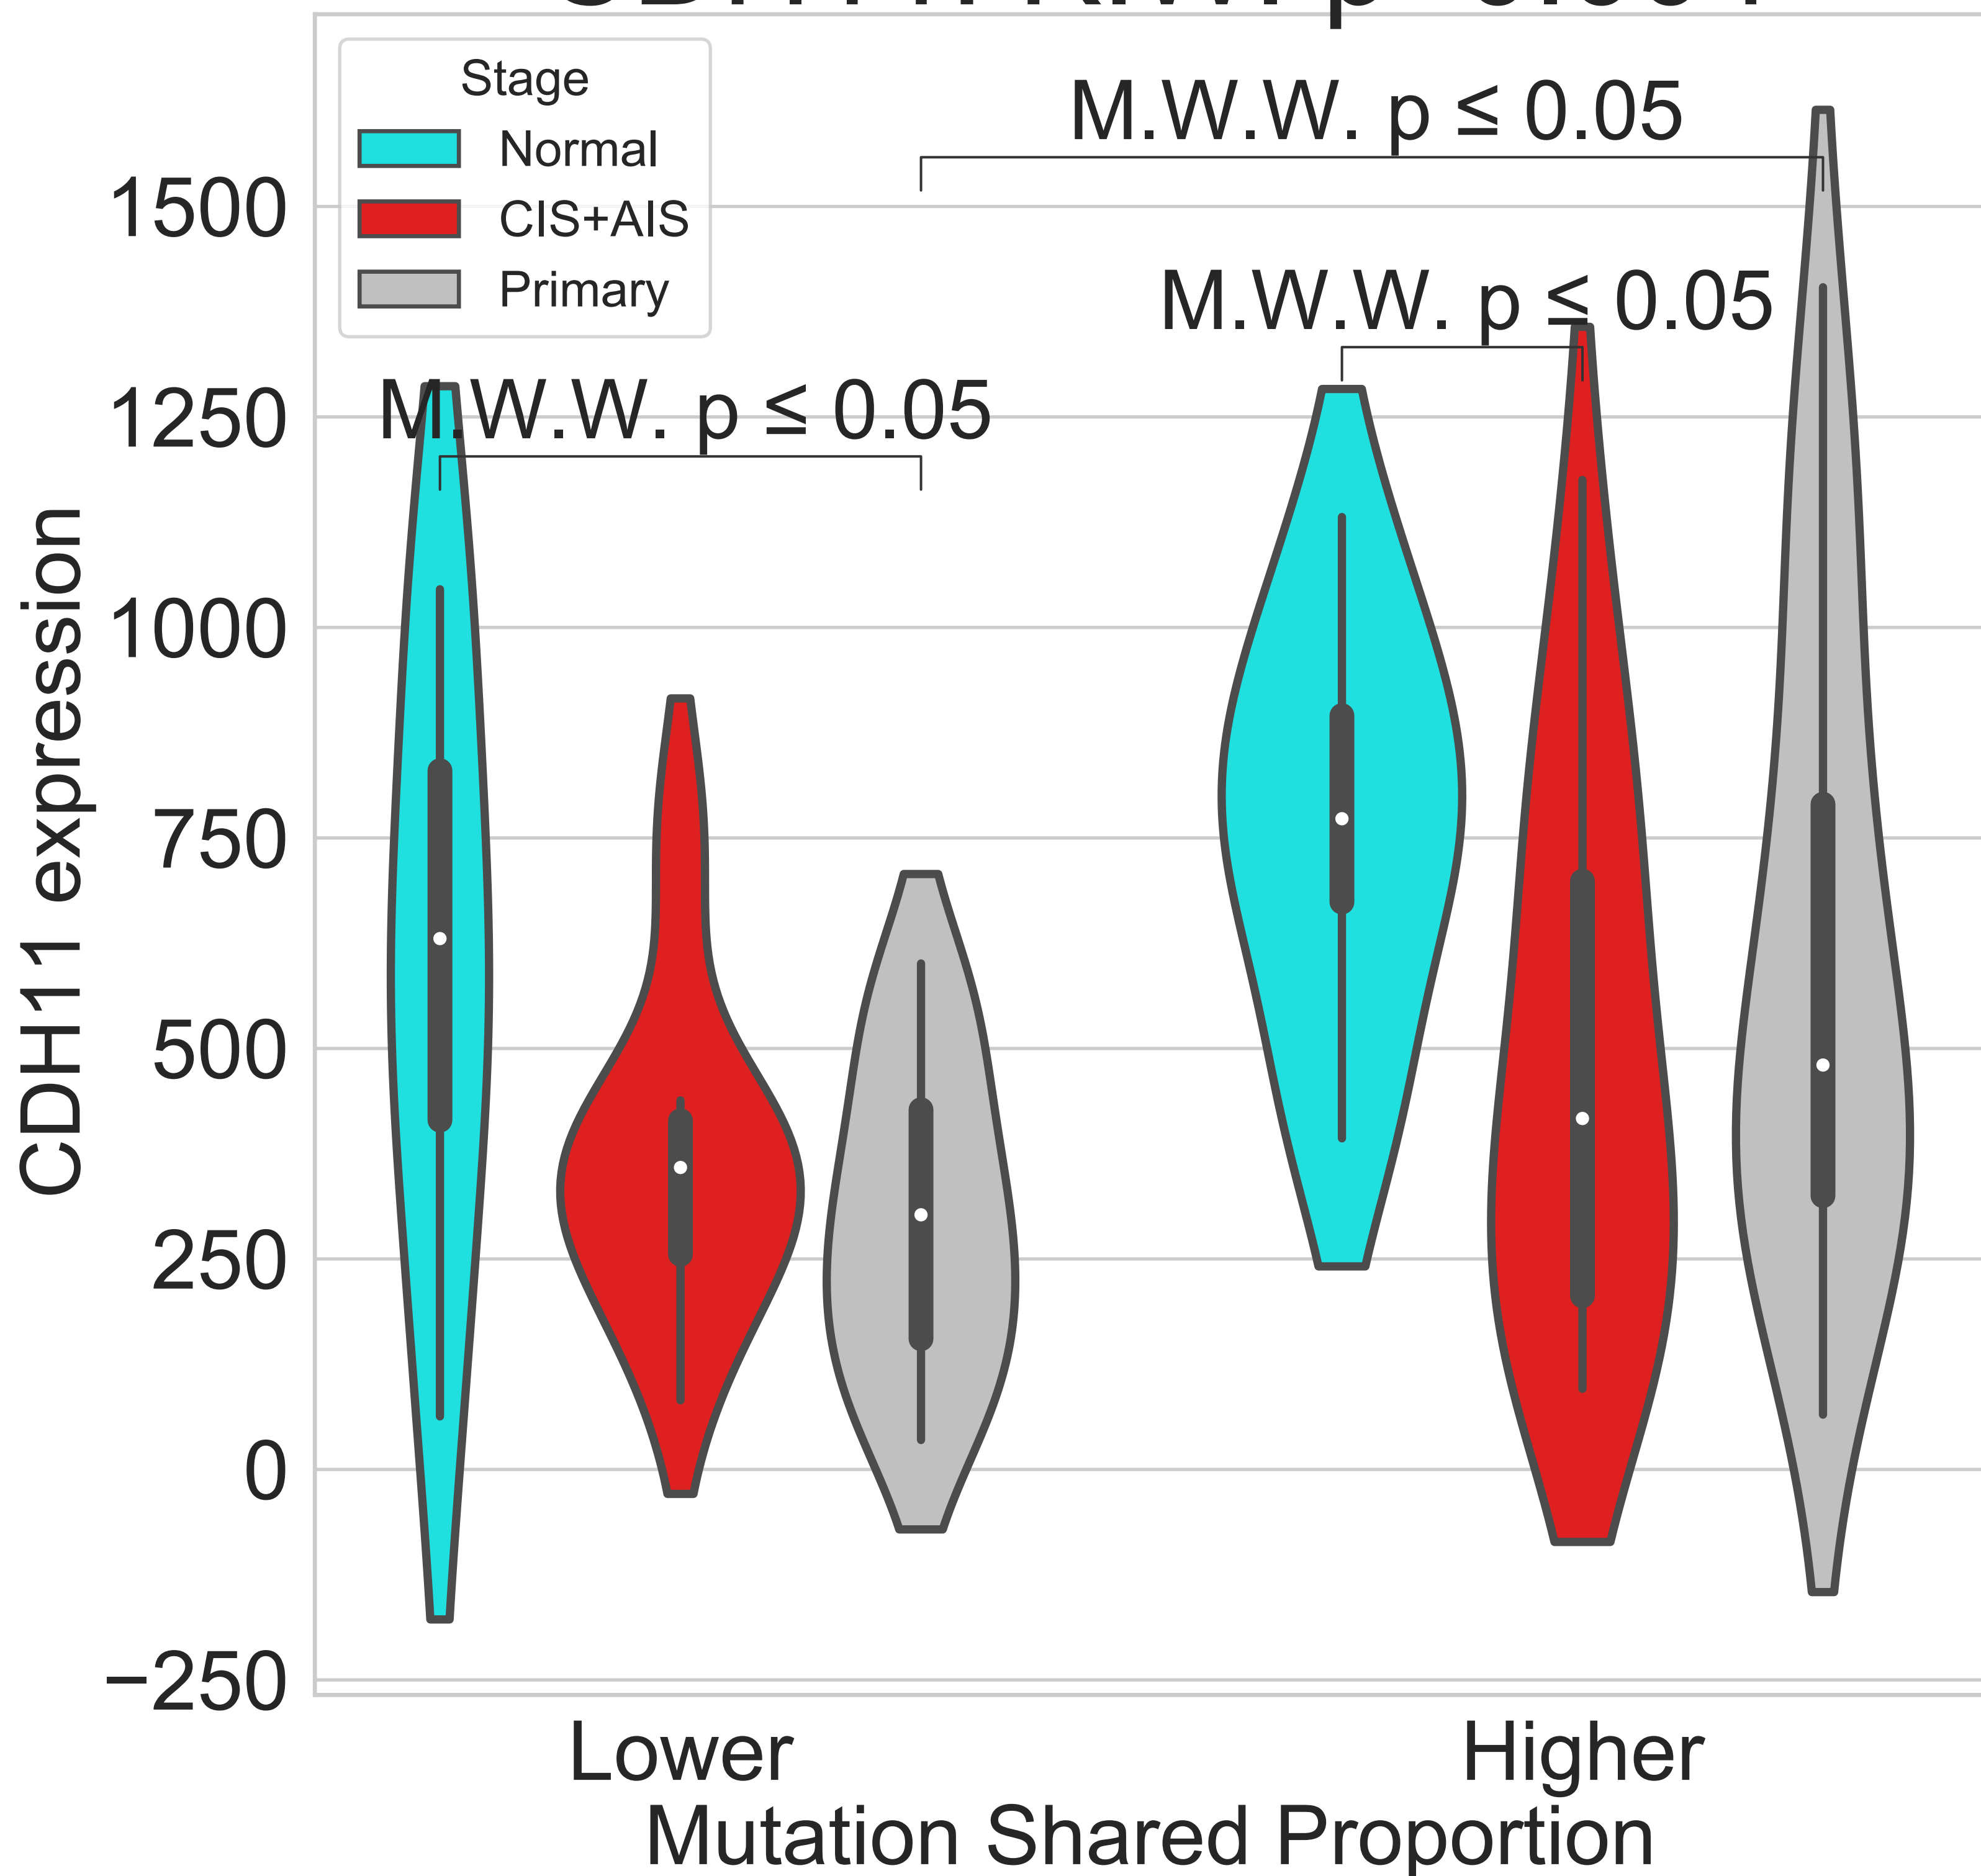 Stage
Normal
CIS+AIS
Primary
M.W.W. p ≤ 0.05
M.W.W. p ≤ 0.05
M.W.W. p ≤ 0.05
1500
1250
1000
750
500
250
0
−250
CDH11 expression
Lower Higher
Mutation Shared Proportion